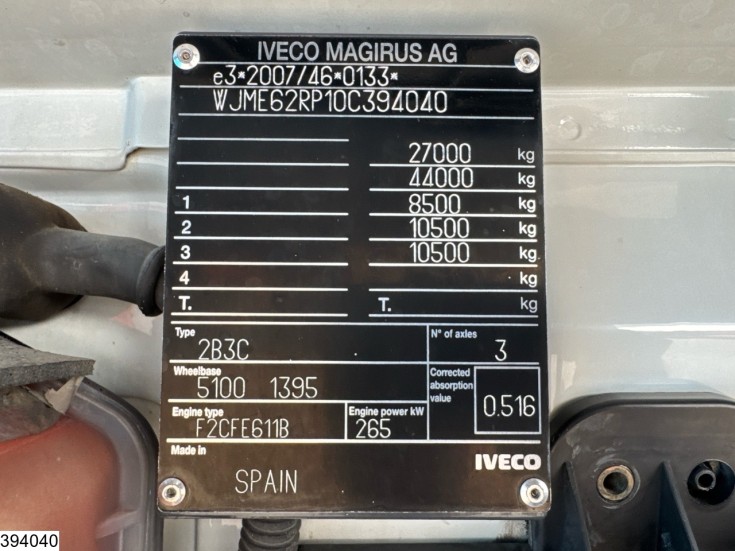 IVECO MAGIRUS AG
e3*2007/46*0133*
WJME62RP10C394040
27000 kg
44000 kg
1 8500 kg
2 10500 kg
3 10500 kg
4 kg
T. T. kg
Type 2B3C
N° of axles 3
Wheelbase 5100 1395
Corrected absorption value 0.516
Engine type F2CFE611B
Engine power kW 265
Made in SPAIN
IVECO
394040